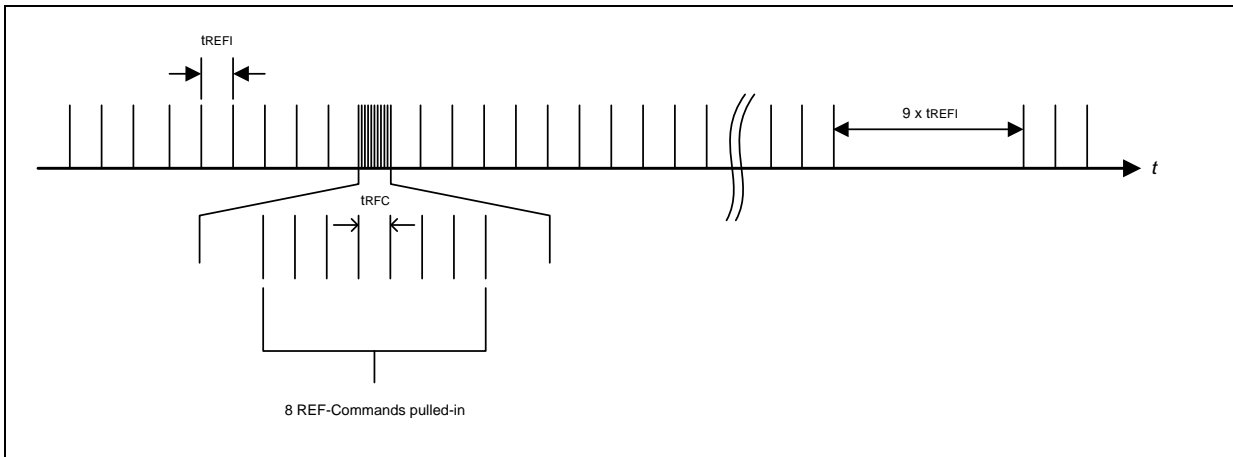 tREFI
9 x tREFI
t
tRFC
8 REF-Commands pulled-in